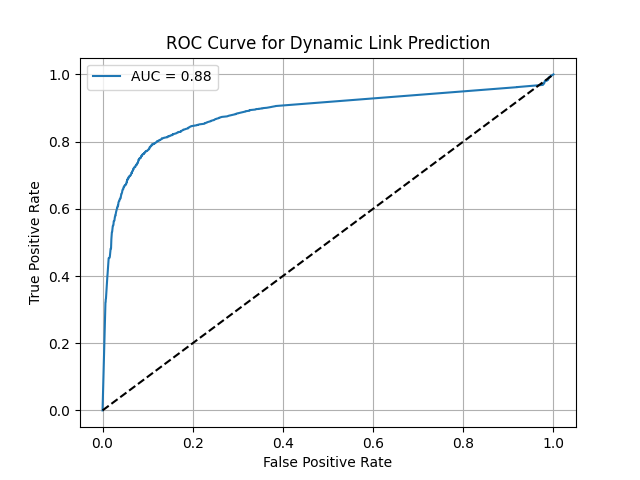 ROC Curve for Dynamic Link Prediction
AUC = 0.88
1.0
0.8
0.6
0.4
0.2
0.0
True Positive Rate
0.0 0.2 0.4 0.6 0.8 1.0
False Positive Rate